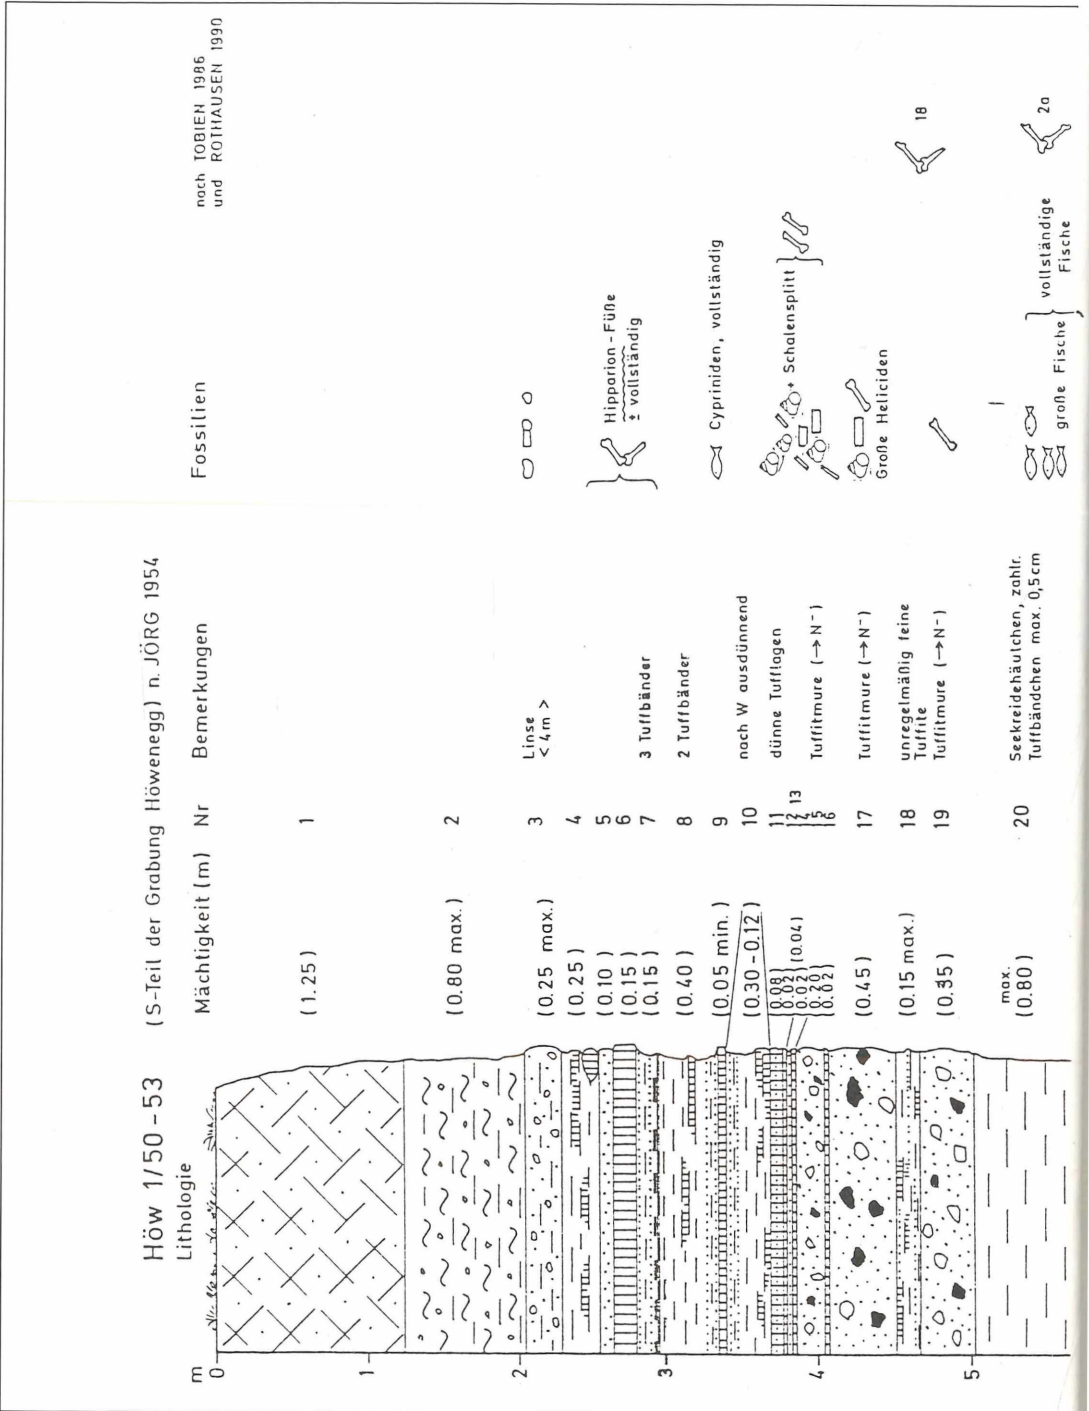 Höw 1/50-53 (S-Teil der Grabung Höwenegg) n. JÖRG 1954
nach TOBIEN 1986
und ROTHAUSEN 1990
Lithologie Mächtigkeit (m) Nr Bemerkungen Fossilien
m
0
1
2
3
4
5
(1.25) 1
(0.80 max.) 2
(0.25 max.) 3 Linse
< 4m >
(0.25) 4
(0.10) 5
(0.15) 6
Hipparion-Füße
± vollständig
(0.15) 7 3 Tuffbänder
(0.40) 8 2 Tuffbänder
(0.05 min.) 9 Cypriniden, vollständig
(0.30-0.12) 10 nach W ausdünnend
(0.08) 11 dünne Tufflagen
(0.02) 12
(0.04) 13
(0.02) 14
+ Schalensplitt
(0.20) 15 Tuffitmure (→N-)
(0.02) 16
(0.45) 17 Tuffitmure (→N-)
Große Heliciden
(0.15 max.) 18 unregelmäßig feine
Tuffite
18
(0.35) 19 Tuffitmure (→N-)
max.
(0.80) 20 Seekreidehäutchen, zahlr.
Tuffbändchen max. 0,5cm
große Fische
vollständige
Fische
2a